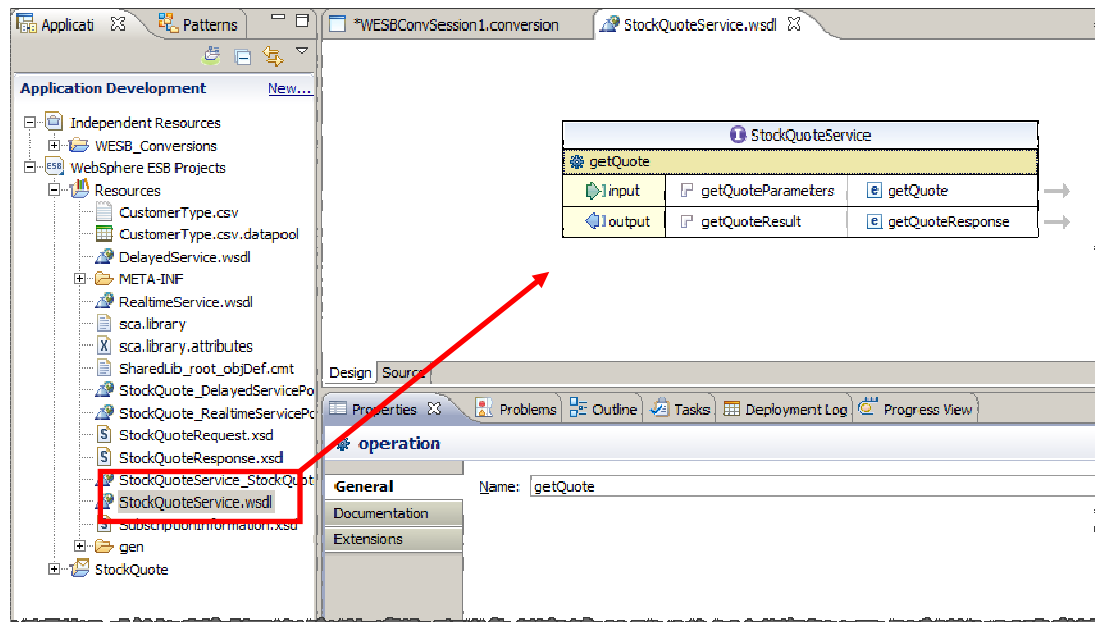 Applicati
Patterns
Application Development
New...
Independent Resources
WESB_Conversions
WebSphere ESB Projects
Resources
CustomerType.csv
CustomerType.csv.datapool
DelayedService.wsdl
META-INF
RealtimeService.wsdl
sca.library
sca.library.attributes
SharedLib_root_objDef.cmt
StockQuote_DelayedServicePo
StockQuote_RealtimeServicePo
StockQuoteRequest.xsd
StockQuoteResponse.xsd
StockQuoteService_StockQuot
StockQuoteService.wsdl
SubscriptionInformation.xsd
gen
StockQuote
*WESBConvSession1.conversion
StockQuoteService.wsdl
StockQuoteService
getQuote
input getQuoteParameters getQuote
output getQuoteResult getQuoteResponse
Design Source
Properties Problems Outline Tasks Deployment Log Progress View
operation
General
Name: getQuote
Documentation
Extensions